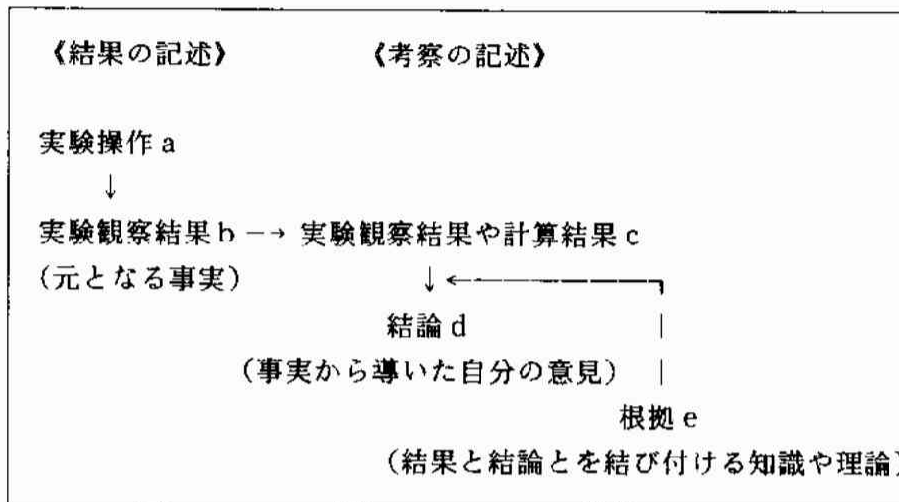 《結果の記述》 《考察の記述》
実験操作 a
↓
実験観察結果 b ─→ 実験観察結果や計算結果 c
(元となる事実) ↓←
結論 d
(事実から導いた自分の意見)
根拠 e
(結果と結論とを結び付ける知識や理論)